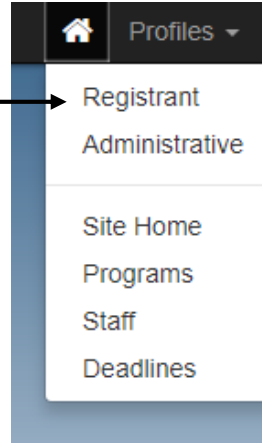 Profiles
Registrant
Administrative
Site Home
Programs
Staff
Deadlines